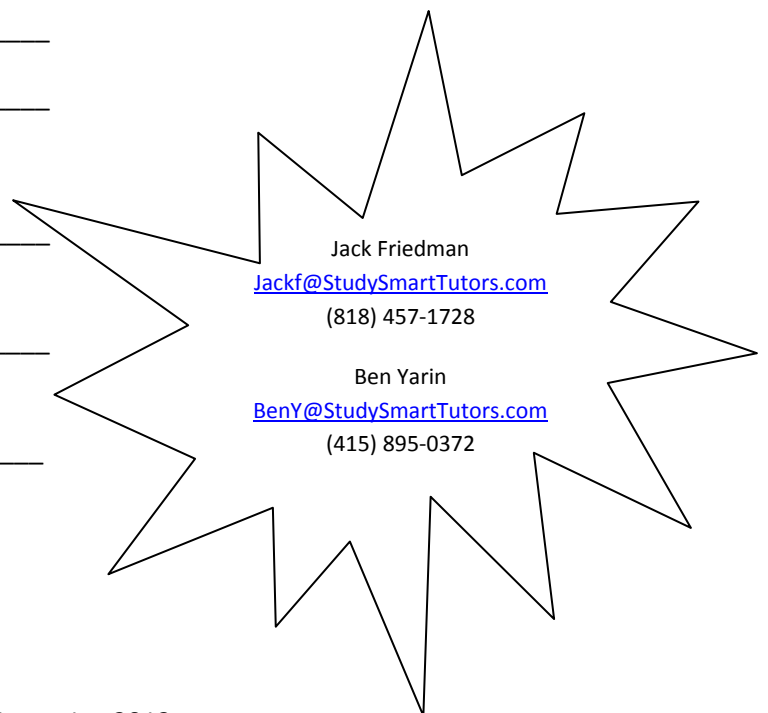 Jack Friedman
Jackf@StudySmartTutors.com
(818) 457-1728
Ben Yarin
BenY@StudySmartTutors.com
(415) 895-0372